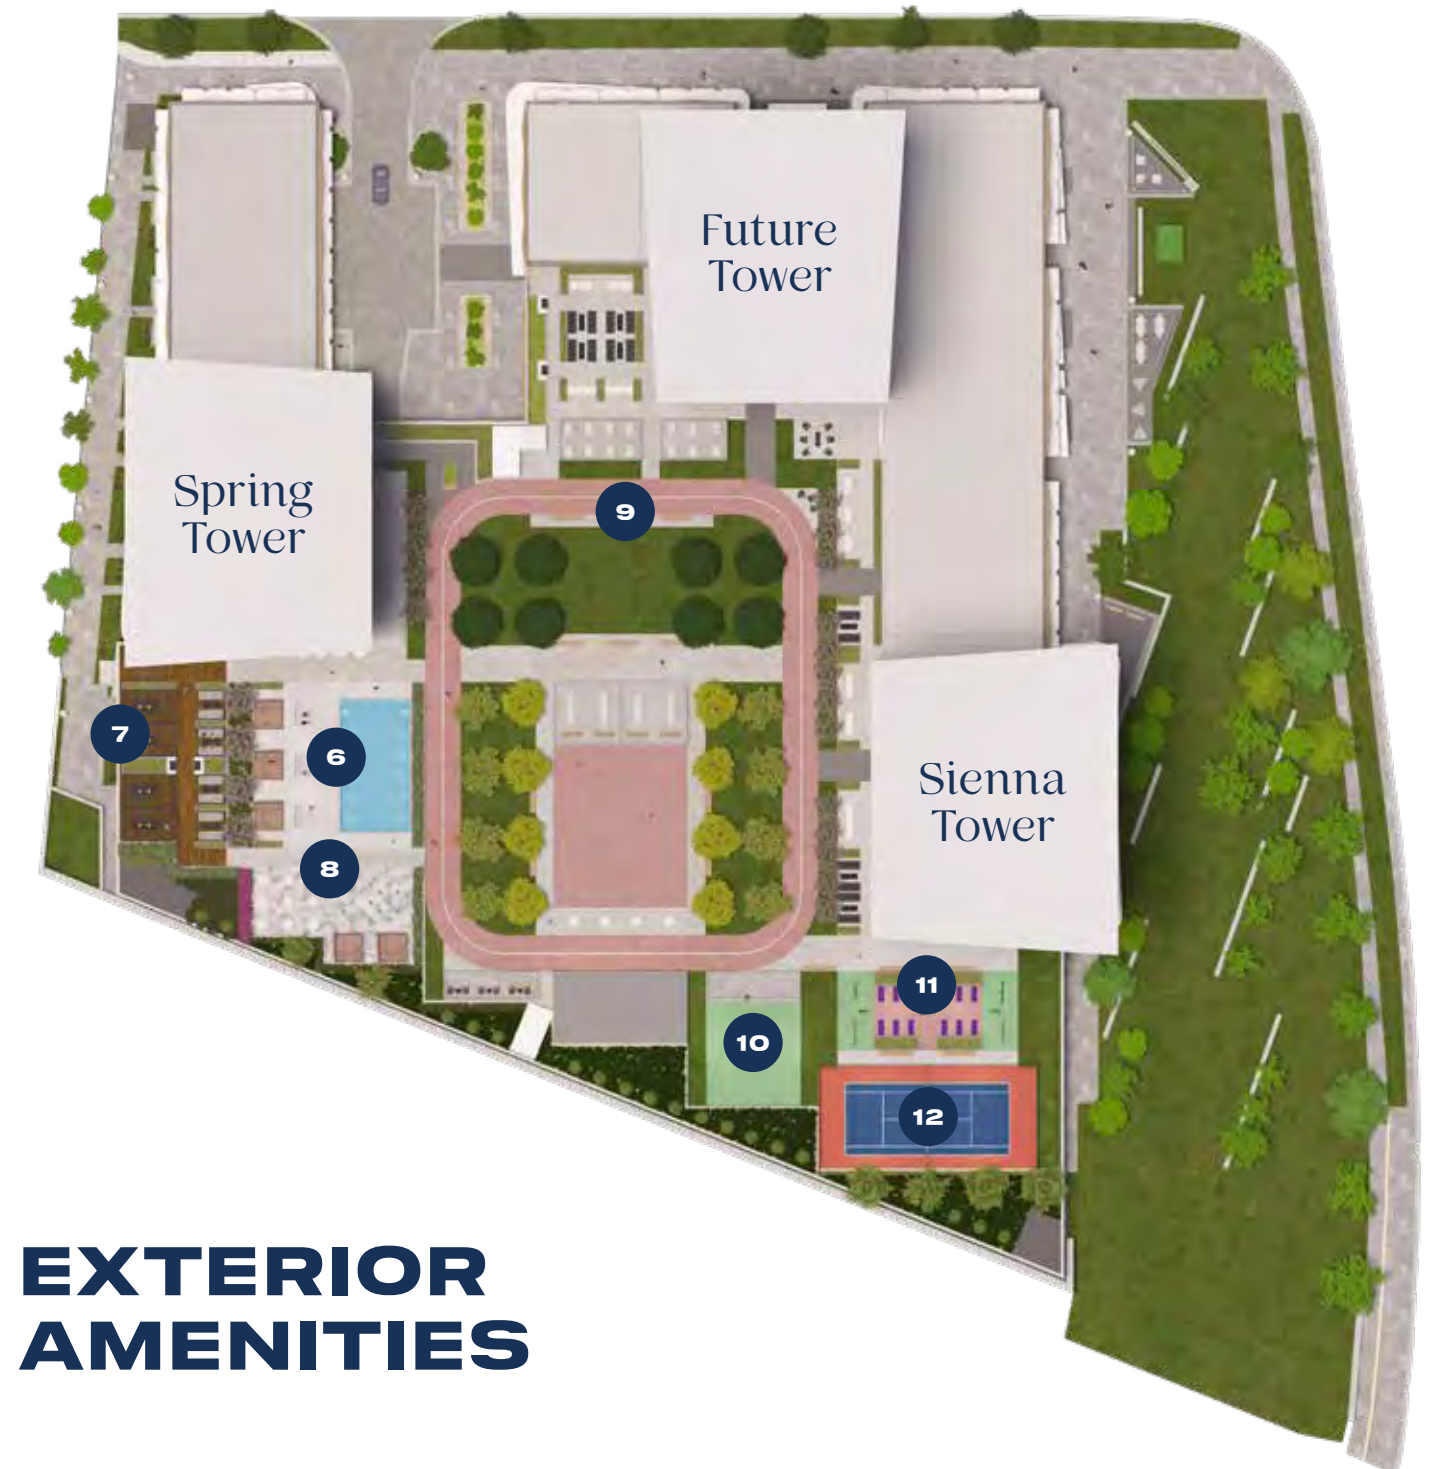 Future
Tower
Spring
Tower
9
7
6
Sienna
Tower
8
11
10
12
EXTERIOR
AMENITIES